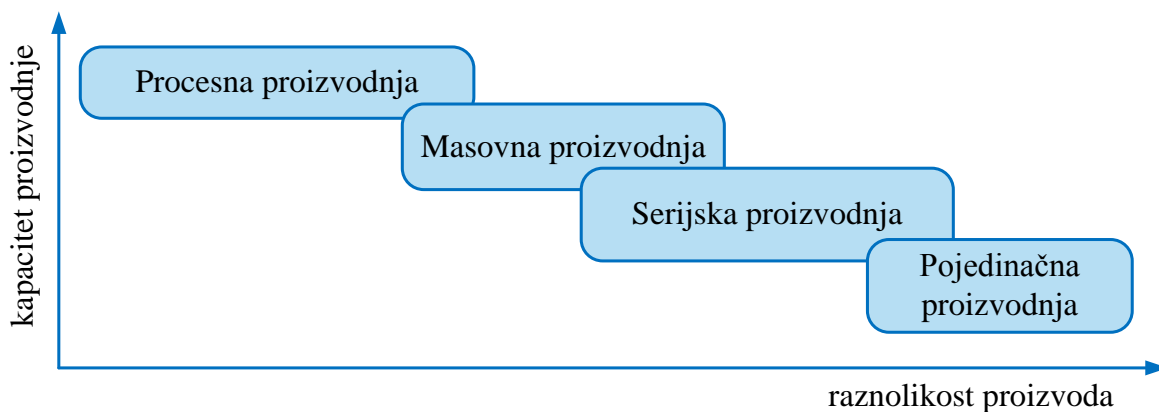 kapacitet proizvodnje
Procesna proizvodnja
Masovna proizvodnja
Serijska proizvodnja
Pojedinačna
proizvodnja
raznolikost proizvoda